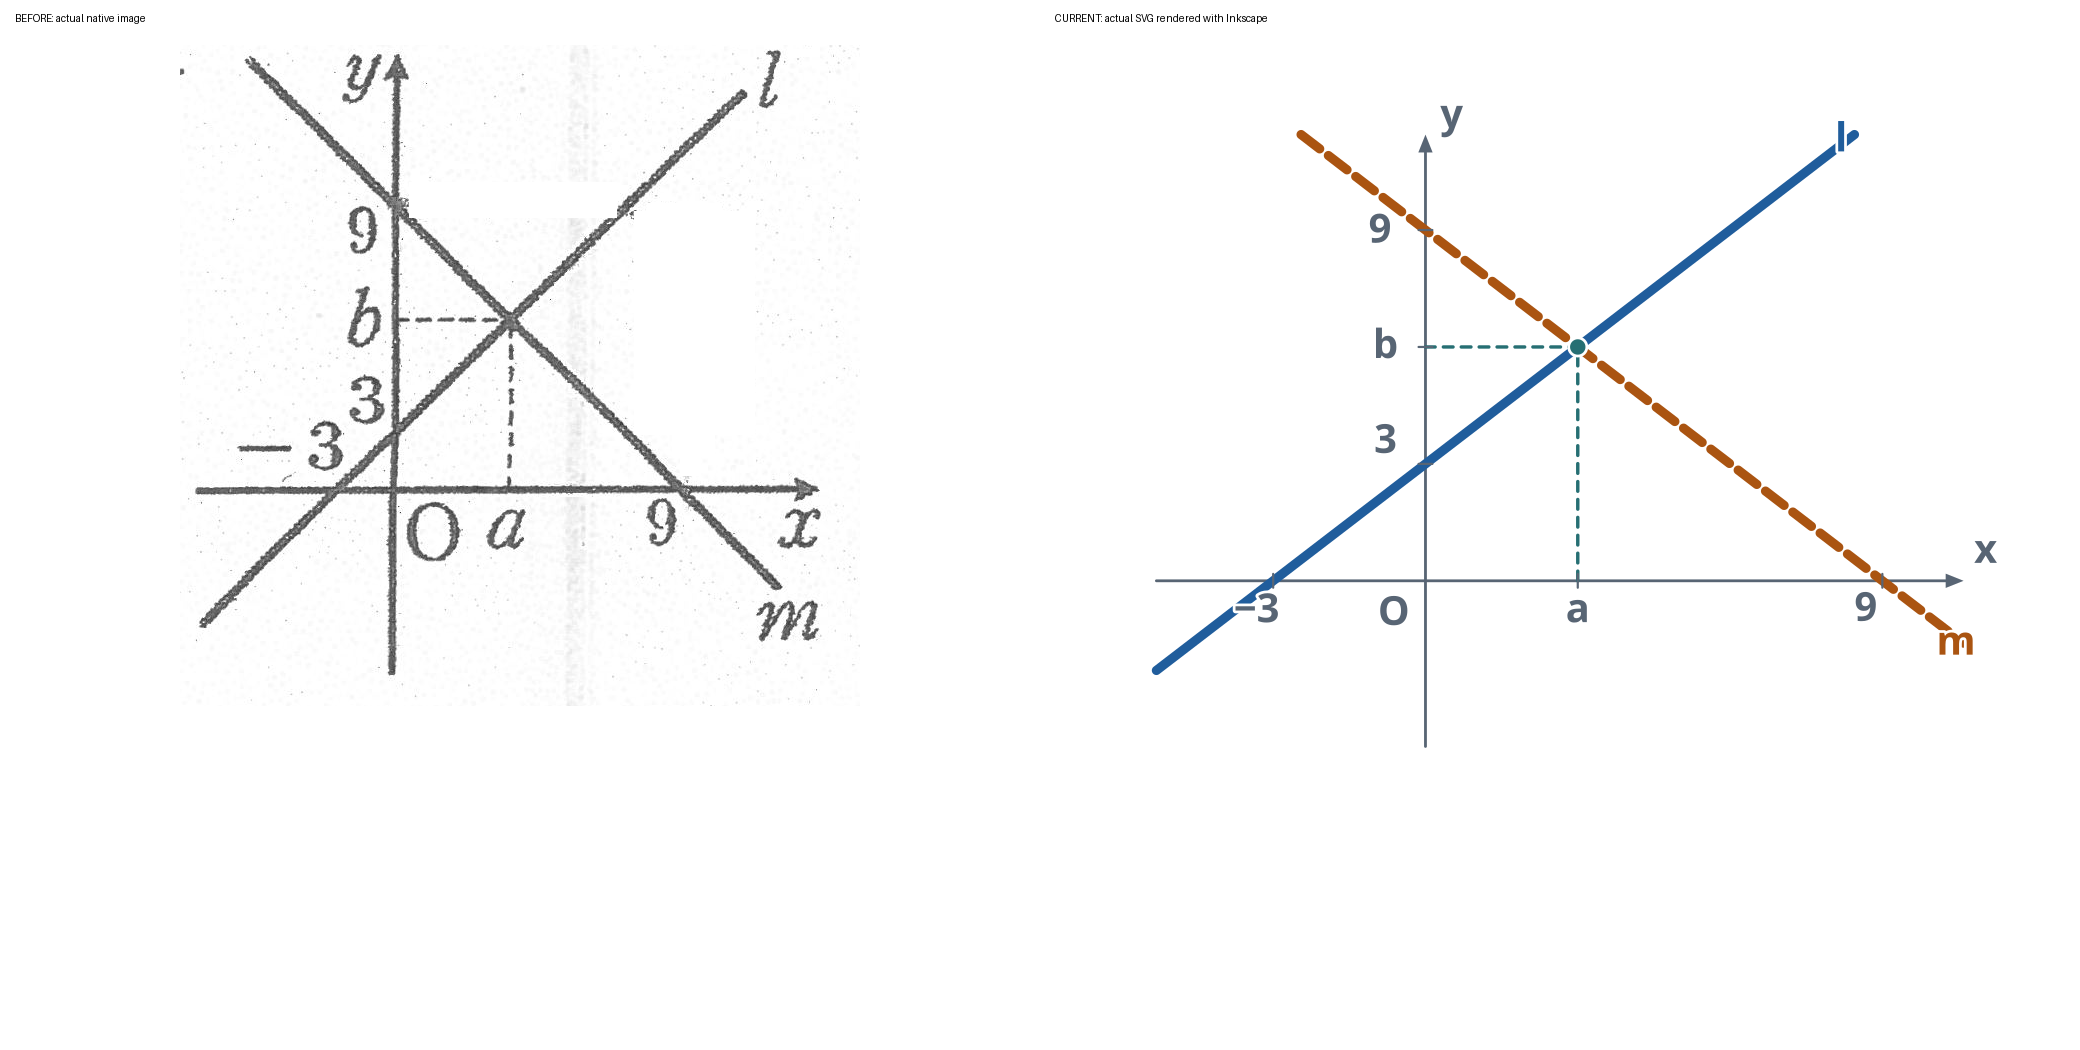 BEFORE: actual native image
CURRENT: actual SVG rendered with Inkscape
y
l
9
b
3
−3
O
a
9
x
m
y
l
9
b
3
x
−3
O
a
9
m